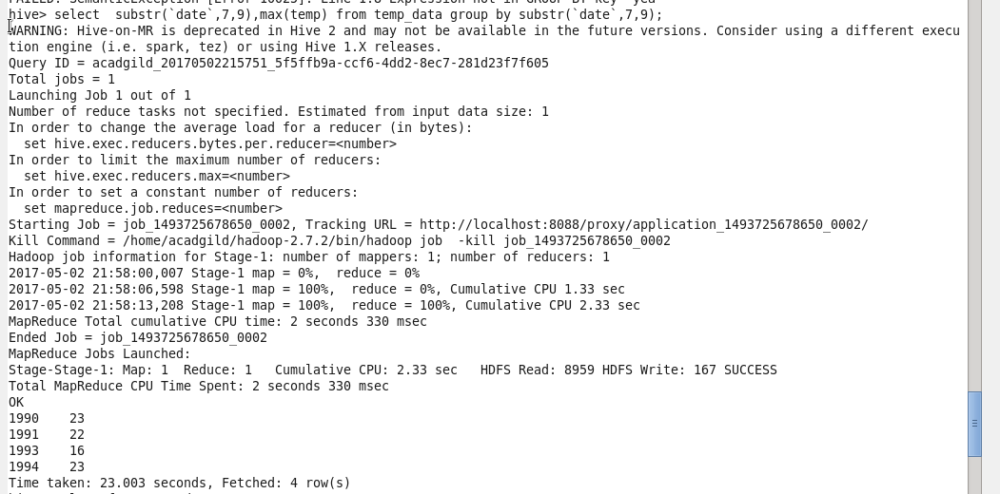 FAILED: SemanticException [Error 10025]: Line 1:8 Expression not in GROUP BY key 'yea'
hive> select  substr(`date`,7,9),max(temp) from temp_data group by substr(`date`,7,9);
WARNING: Hive-on-MR is deprecated in Hive 2 and may not be available in the future versions. Consider using a different execu
tion engine (i.e. spark, tez) or using Hive 1.X releases.
Query ID = acadgild_20170502215751_5f5ffb9a-ccf6-4dd2-8ec7-281d23f7f605
Total jobs = 1
Launching Job 1 out of 1
Number of reduce tasks not specified. Estimated from input data size: 1
In order to change the average load for a reducer (in bytes):
  set hive.exec.reducers.bytes.per.reducer=<number>
In order to limit the maximum number of reducers:
  set hive.exec.reducers.max=<number>
In order to set a constant number of reducers:
  set mapreduce.job.reduces=<number>
Starting Job = job_1493725678650_0002, Tracking URL = http://localhost:8088/proxy/application_1493725678650_0002/
Kill Command = /home/acadgild/hadoop-2.7.2/bin/hadoop job  -kill job_1493725678650_0002
Hadoop job information for Stage-1: number of mappers: 1; number of reducers: 1
2017-05-02 21:58:00,007 Stage-1 map = 0%,  reduce = 0%
2017-05-02 21:58:06,598 Stage-1 map = 100%,  reduce = 0%, Cumulative CPU 1.33 sec
2017-05-02 21:58:13,208 Stage-1 map = 100%,  reduce = 100%, Cumulative CPU 2.33 sec
MapReduce Total cumulative CPU time: 2 seconds 330 msec
Ended Job = job_1493725678650_0002
MapReduce Jobs Launched:
Stage-Stage-1: Map: 1  Reduce: 1   Cumulative CPU: 2.33 sec   HDFS Read: 8959 HDFS Write: 167 SUCCESS
Total MapReduce CPU Time Spent: 2 seconds 330 msec
OK
1990    23
1991    22
1993    16
1994    23
Time taken: 23.003 seconds, Fetched: 4 row(s)